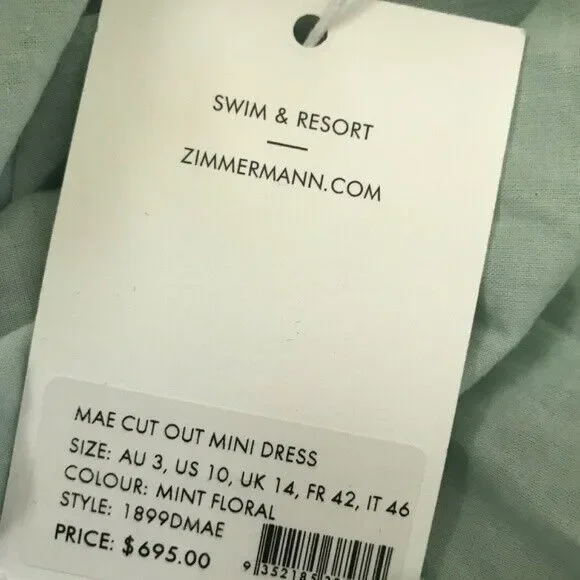 SWIM & RESORT
ZIMMERMANN.COM
MAE CUT OUT MINI DRESS
SIZE: AU 3, US 10, UK 14, FR 42, IT 46
COLOUR: MINT FLORAL
STYLE: 1899DMAE
PRICE: $695.00